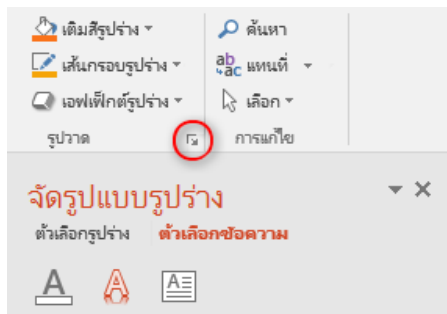 เติมสีรูปร่าง
ค้นหา
เส้นกรอบรูปร่าง
ab ac แทนที่
เอฟเฟ็กต์รูปร่าง
เลือก
รูปวาด
การแก้ไข
จัดรูปแบบรูปร่าง
ตัวเลือกรูปร่าง ตัวเลือกข้อความ
A A A